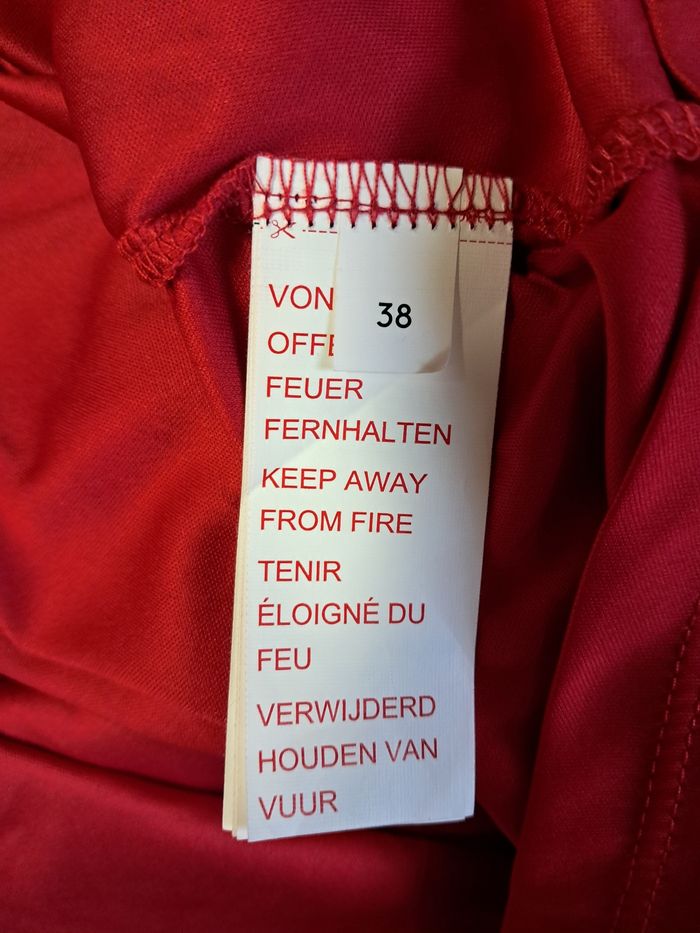 38
VON
FEUER
FERNHALTEN
KEEP AWAY
FROM FIRE
TENIR
ÉLOIGNÉ DU
FEU
VERWIJDERD
HOUDEN VAN
VUUR